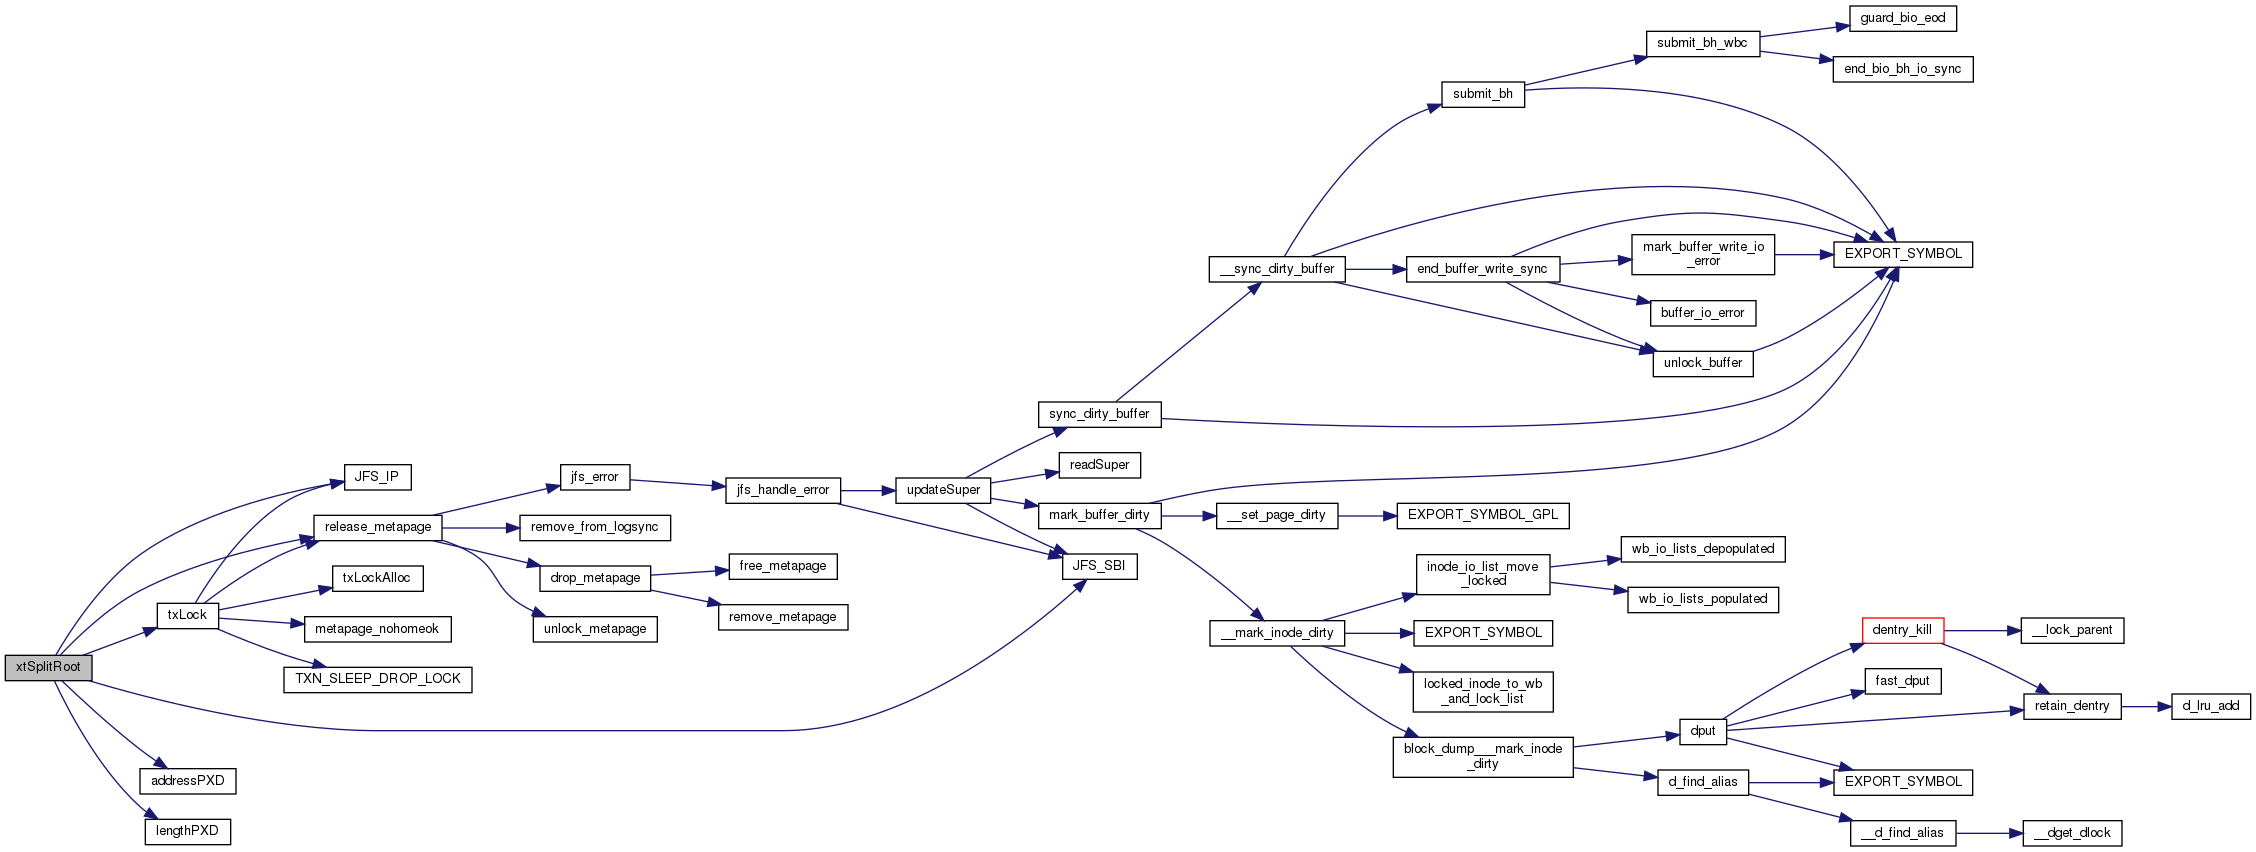 guard_bio_eod
submit_bh_wbc
end_bio_bh_io_sync
submit_bh
mark_buffer_write_io
_error
EXPORT_SYMBOL
__sync_dirty_buffer
end_buffer_write_sync
buffer_io_error
unlock_buffer
sync_dirty_buffer
JFS_IP
readSuper
jfs_error
jfs_handle_error
updateSuper
release_metapage
remove_from_logsync
mark_buffer_dirty
__set_page_dirty
EXPORT_SYMBOL_GPL
wb_io_lists_depopulated
free_metapage
JFS_SBI
inode_io_list_move
_locked
txLockAlloc
drop_metapage
wb_io_lists_populated
txLock
remove_metapage
metapage_nohomeok
unlock_metapage
__mark_inode_dirty
EXPORT_SYMBOL
dentry_kill
__lock_parent
xtSplitRoot
TXN_SLEEP_DROP_LOCK
locked_inode_to_wb
_and_lock_list
fast_dput
retain_dentry
d_lru_add
dput
block_dump___mark_inode
_dirty
addressPXD
d_find_alias
EXPORT_SYMBOL
lengthPXD
__d_find_alias
__dget_dlock